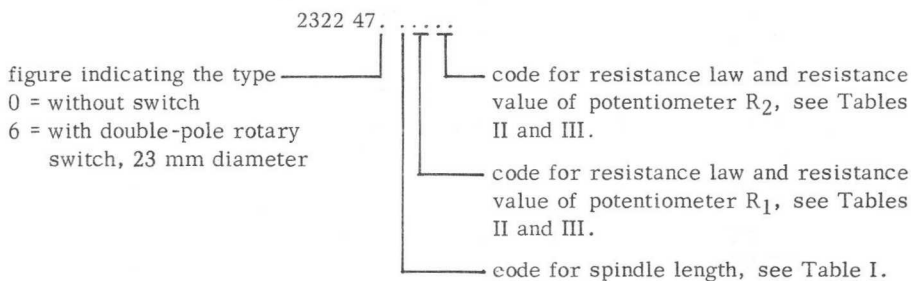 2322 47. . . . . .
figure indicating the type
0 = without switch
6 = with double-pole rotary
switch, 23 mm diameter
code for resistance law and resistance
value of potentiometer R2, see Tables
II and III.
code for resistance law and resistance
value of potentiometer R1, see Tables
II and III.
code for spindle length, see Table I.